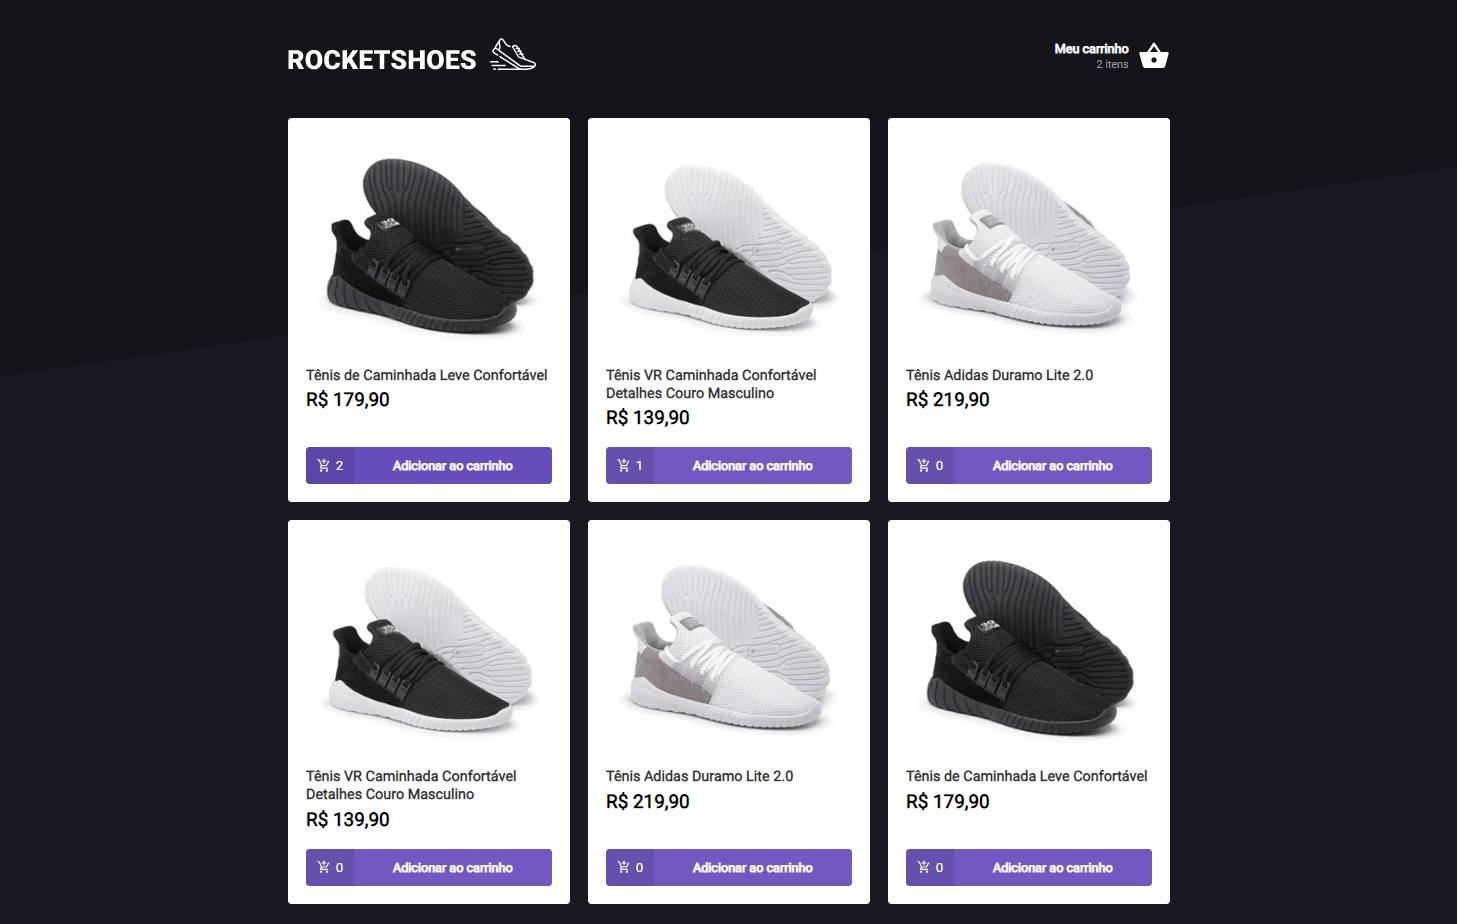 ROCKETSHOES
Meu carrinho
2 itens
Tênis de Caminhada Leve Confortável
R$ 179,90
2 Adicionar ao carrinho
Tênis VR Caminhada Confortável
Detalhes Couro Masculino
R$ 139,90
1 Adicionar ao carrinho
Tênis Adidas Duramo Lite 2.0
R$ 219,90
0 Adicionar ao carrinho
Tênis VR Caminhada Confortável
Detalhes Couro Masculino
R$ 139,90
0 Adicionar ao carrinho
Tênis Adidas Duramo Lite 2.0
R$ 219,90
0 Adicionar ao carrinho
Tênis de Caminhada Leve Confortável
R$ 179,90
0 Adicionar ao carrinho